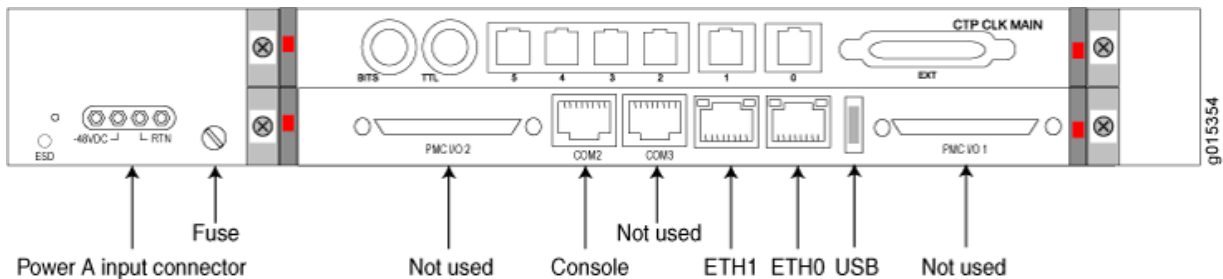 CTP CLK MAIN
BITS TTL 5 4 3 2 1 0 EXT
-48VDC RTN
ESD
PMC I/O 2 COM2 COM3 PMC I/O 1
g015354
Fuse Not used
Power A input connector Not used Console ETH1 ETH0 USB Not used